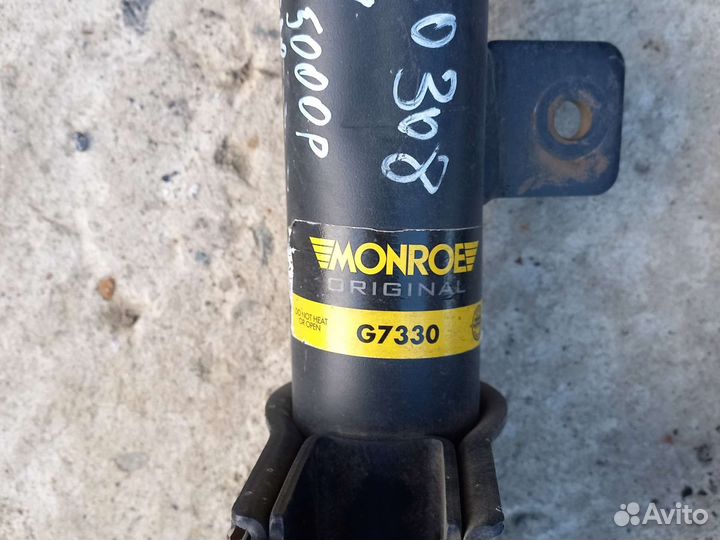 5000р
0 308
MONROE
ORIGINAL
DO NOT HEAT
OR OPEN
G7330
Avito